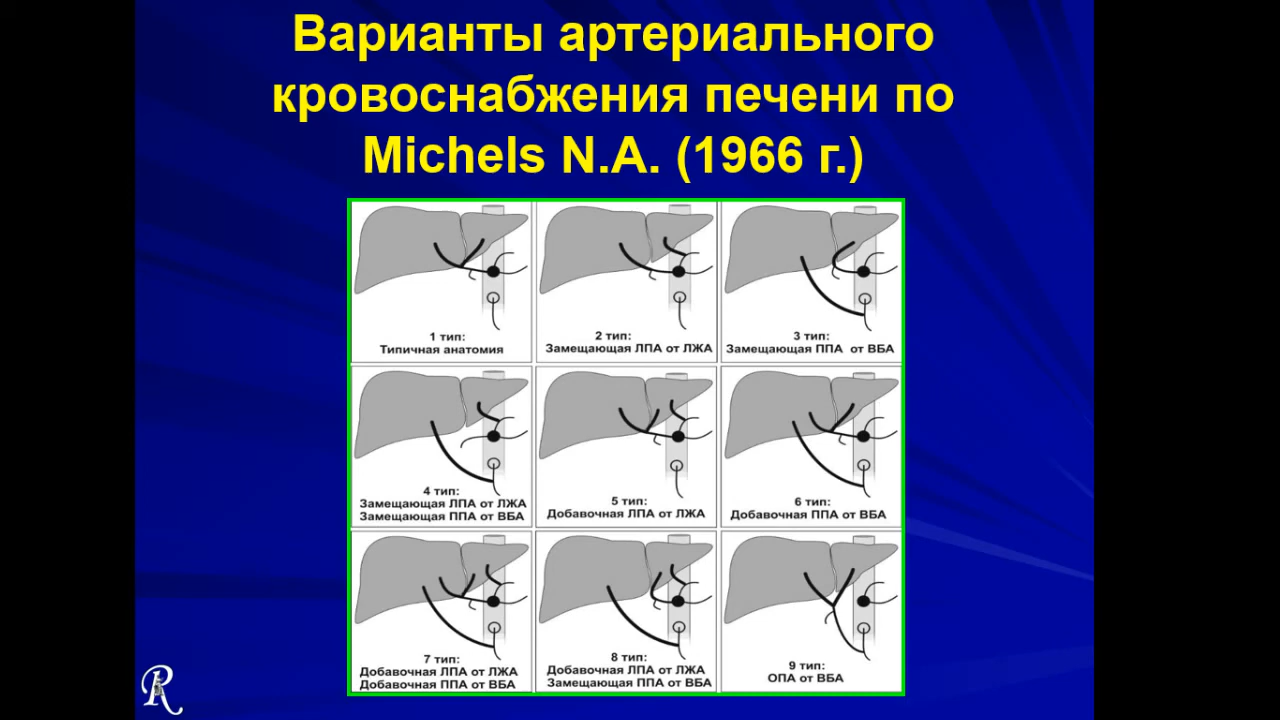 Варианты артериального
кровоснабжения печени по
Michels N.A. (1966 г.)
1 тип:
Типичная анатомия
2 тип:
Замещающая ЛПА от ЛЖА
3 тип:
Замещающая ППА от ВБА
4 тип:
Замещающая ЛПА от ЛЖА
Замещающая ППА от ВБА
5 тип:
Добавочная ЛПА от ЛЖА
6 тип:
Добавочная ППА от ВБА
7 тип:
Добавочная ЛПА от ЛЖА
Добавочная ППА от ВБА
8 тип:
Добавочная ЛПА от ЛЖА
Замещающая ППА от ВБА
9 тип:
ОПА от ВБА
R